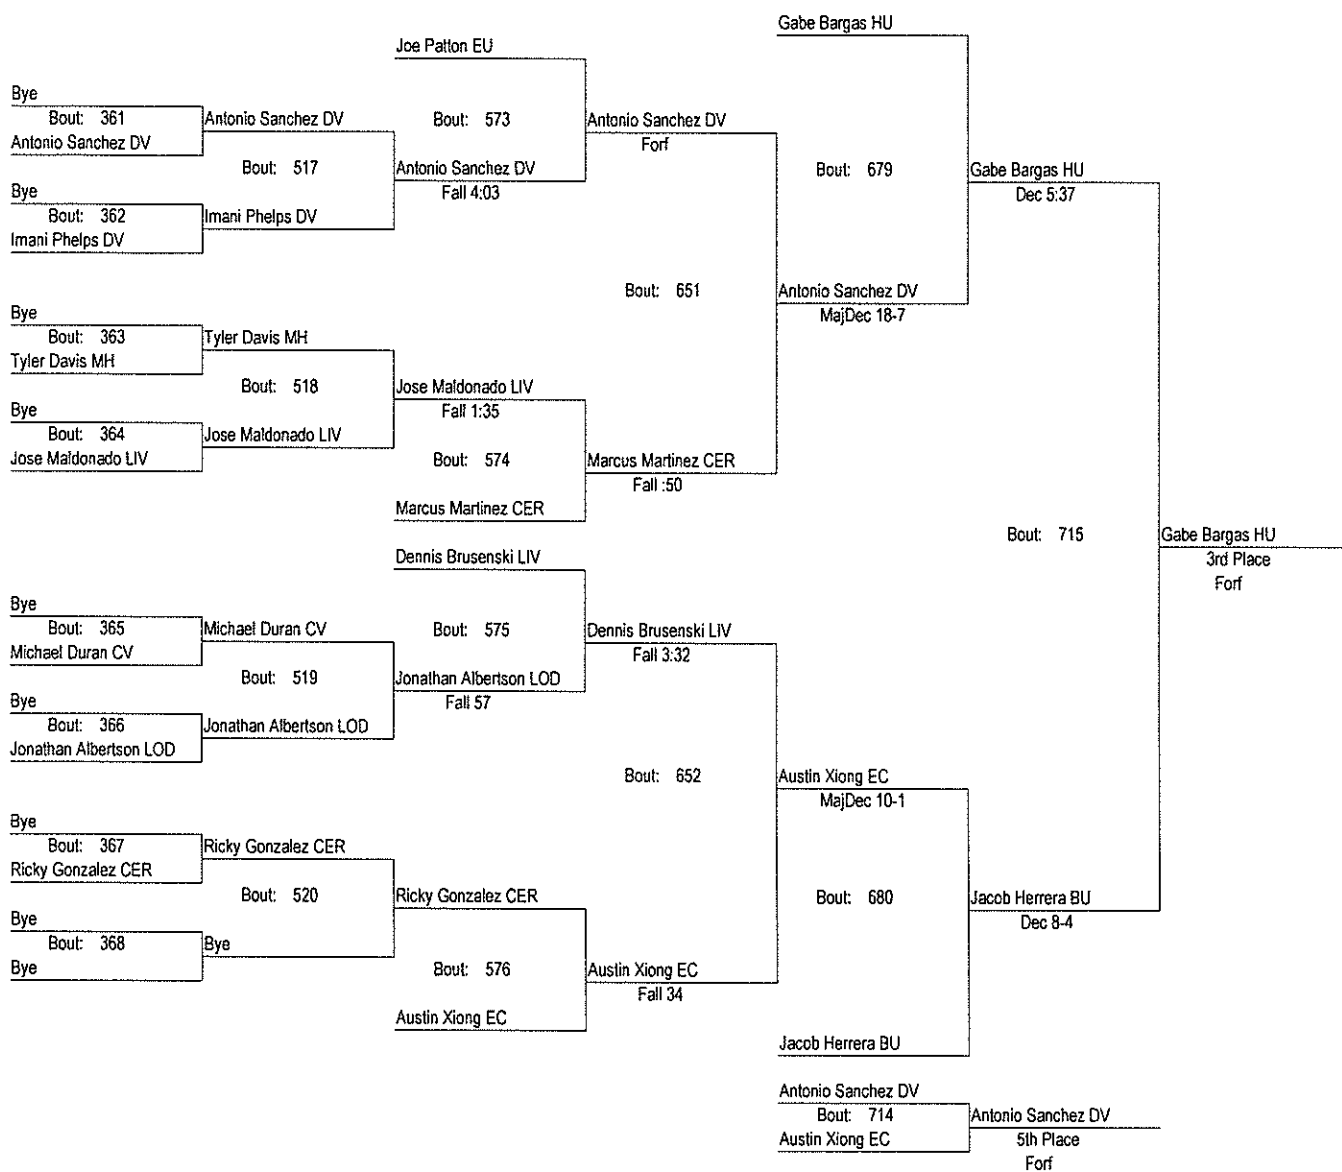 Gabe Bargas HU
Joe Patton EU
Bye
Bout: 361
Antonio Sanchez DV
Antonio Sanchez DV
Bout: 573
Antonio Sanchez DV
Forf
Bout: 517
Antonio Sanchez DV
Fall 4:03
Bout: 679
Gabe Bargas HU
Dec 5:37
Bye
Bout: 362
Imani Phelps DV
Imani Phelps DV
Bout: 651
Antonio Sanchez DV
MajDec 18-7
Bye
Bout: 363
Tyler Davis MH
Tyler Davis MH
Bout: 518
Jose Maldonado LIV
Fall 1:35
Bye
Bout: 364
Jose Maldonado LIV
Jose Maldonado LIV
Bout: 574
Marcus Martinez CER
Fall :50
Marcus Martinez CER
Bout: 715
Gabe Bargas HU
3rd Place
Forf
Dennis Brusenski LIV
Bye
Bout: 365
Michael Duran CV
Michael Duran CV
Bout: 575
Dennis Brusenski LIV
Fall 3:32
Bout: 519
Jonathan Albertson LOD
Fall 57
Bye
Bout: 366
Jonathan Albertson LOD
Jonathan Albertson LOD
Bout: 652
Austin Xiong EC
MajDec 10-1
Bye
Bout: 367
Ricky Gonzalez CER
Ricky Gonzalez CER
Bout: 520
Ricky Gonzalez CER
Bout: 680
Jacob Herrera BU
Dec 8-4
Bye
Bout: 368
Bye
Bye
Bout: 576
Austin Xiong EC
Fall 34
Austin Xiong EC
Jacob Herrera BU
Antonio Sanchez DV
Bout: 714
Austin Xiong EC
Antonio Sanchez DV
5th Place
Forf